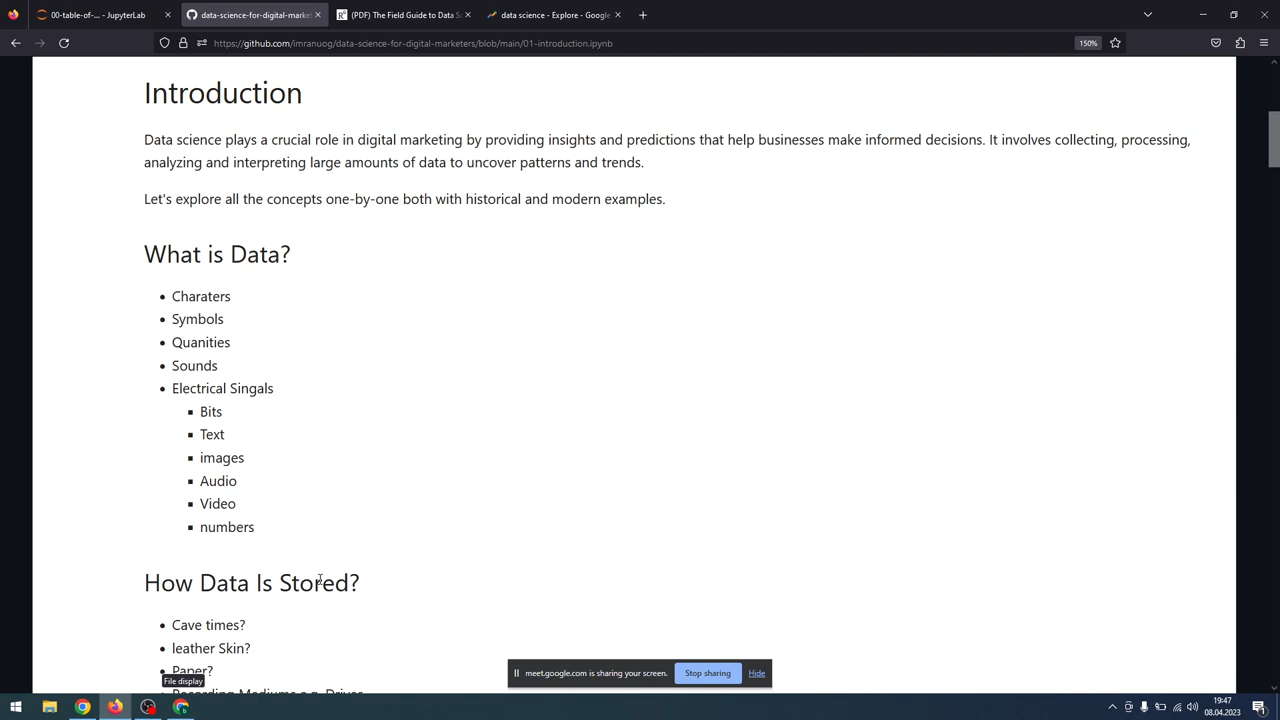 00-table-of-... - JupyterLab
data-science-for-digital-market
(PDF) The Field Guide to Data S
data science - Explore - Google
https://github.com/imranuog/data-science-for-digital-marketers/blob/main/01-introduction.ipynb
150%
Introduction
Data science plays a crucial role in digital marketing by providing insights and predictions that help businesses make informed decisions. It involves collecting, processing,
analyzing and interpreting large amounts of data to uncover patterns and trends.
Let's explore all the concepts one-by-one both with historical and modern examples.
What is Data?
Charaters
Symbols
Quanities
Sounds
Electrical Singals
Bits
Text
images
Audio
Video
numbers
How Data Is Stored?
Cave times?
leather Skin?
Paper?
File display
Recording Mediums e.g. Drives
meet.google.com is sharing your screen.
Stop sharing
Hide
19:47
08.04.2023